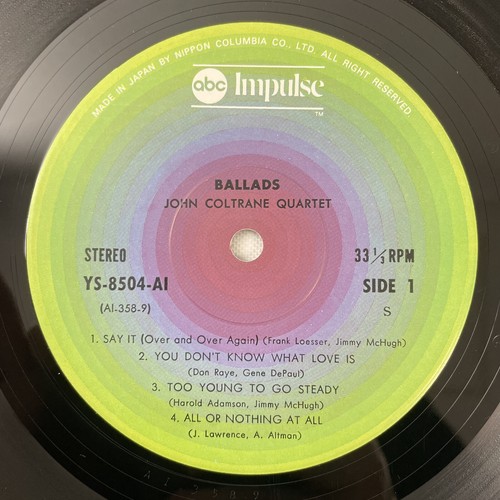 MADE IN JAPAN BY NIPPON COLUMBIA CO., LTD. ALL RIGHT RESERVED
abc Impulse
TM
BALLADS
JOHN COLTRANE QUARTET
STEREO
33 1/3 RPM
YS-8504-AI
SIDE 1
(AI-358-9)
S
1. SAY IT (Over and Over Again) (Frank Loesser, Jimmy McHugh)
2. YOU DON'T KNOW WHAT LOVE IS
(Don Raye, Gene DePaul)
3. TOO YOUNG TO GO STEADY
(Harold Adamson, Jimmy McHugh)
4. ALL OR NOTHING AT ALL
(J. Lawrence, A. Altman)